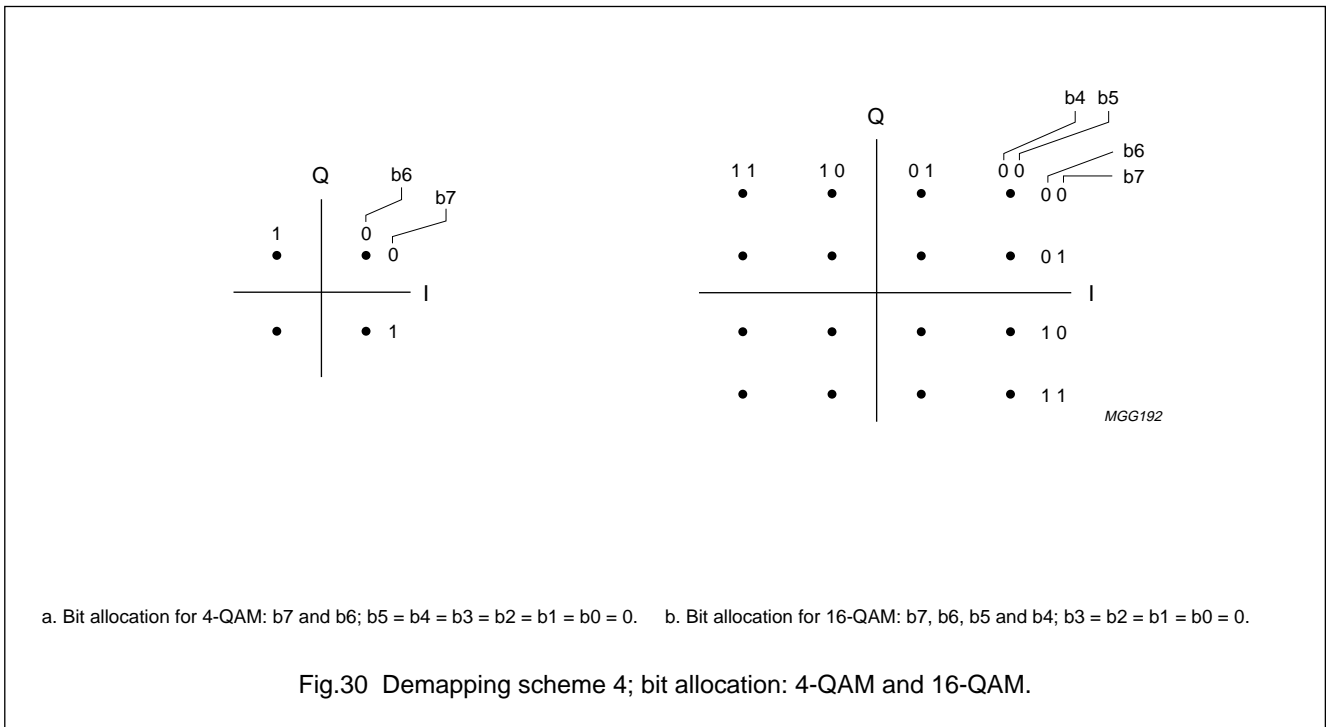 Q
b6
b7
1
0
0
I
1
Q
b4 b5
b6
b7
1 1
1 0
0 1
0 0
0 0
0 1
I
1 0
1 1
MGG192
a. Bit allocation for 4-QAM: b7 and b6; b5 = b4 = b3 = b2 = b1 = b0 = 0.
b. Bit allocation for 16-QAM: b7, b6, b5 and b4; b3 = b2 = b1 = b0 = 0.
Fig.30 Demapping scheme 4; bit allocation: 4-QAM and 16-QAM.